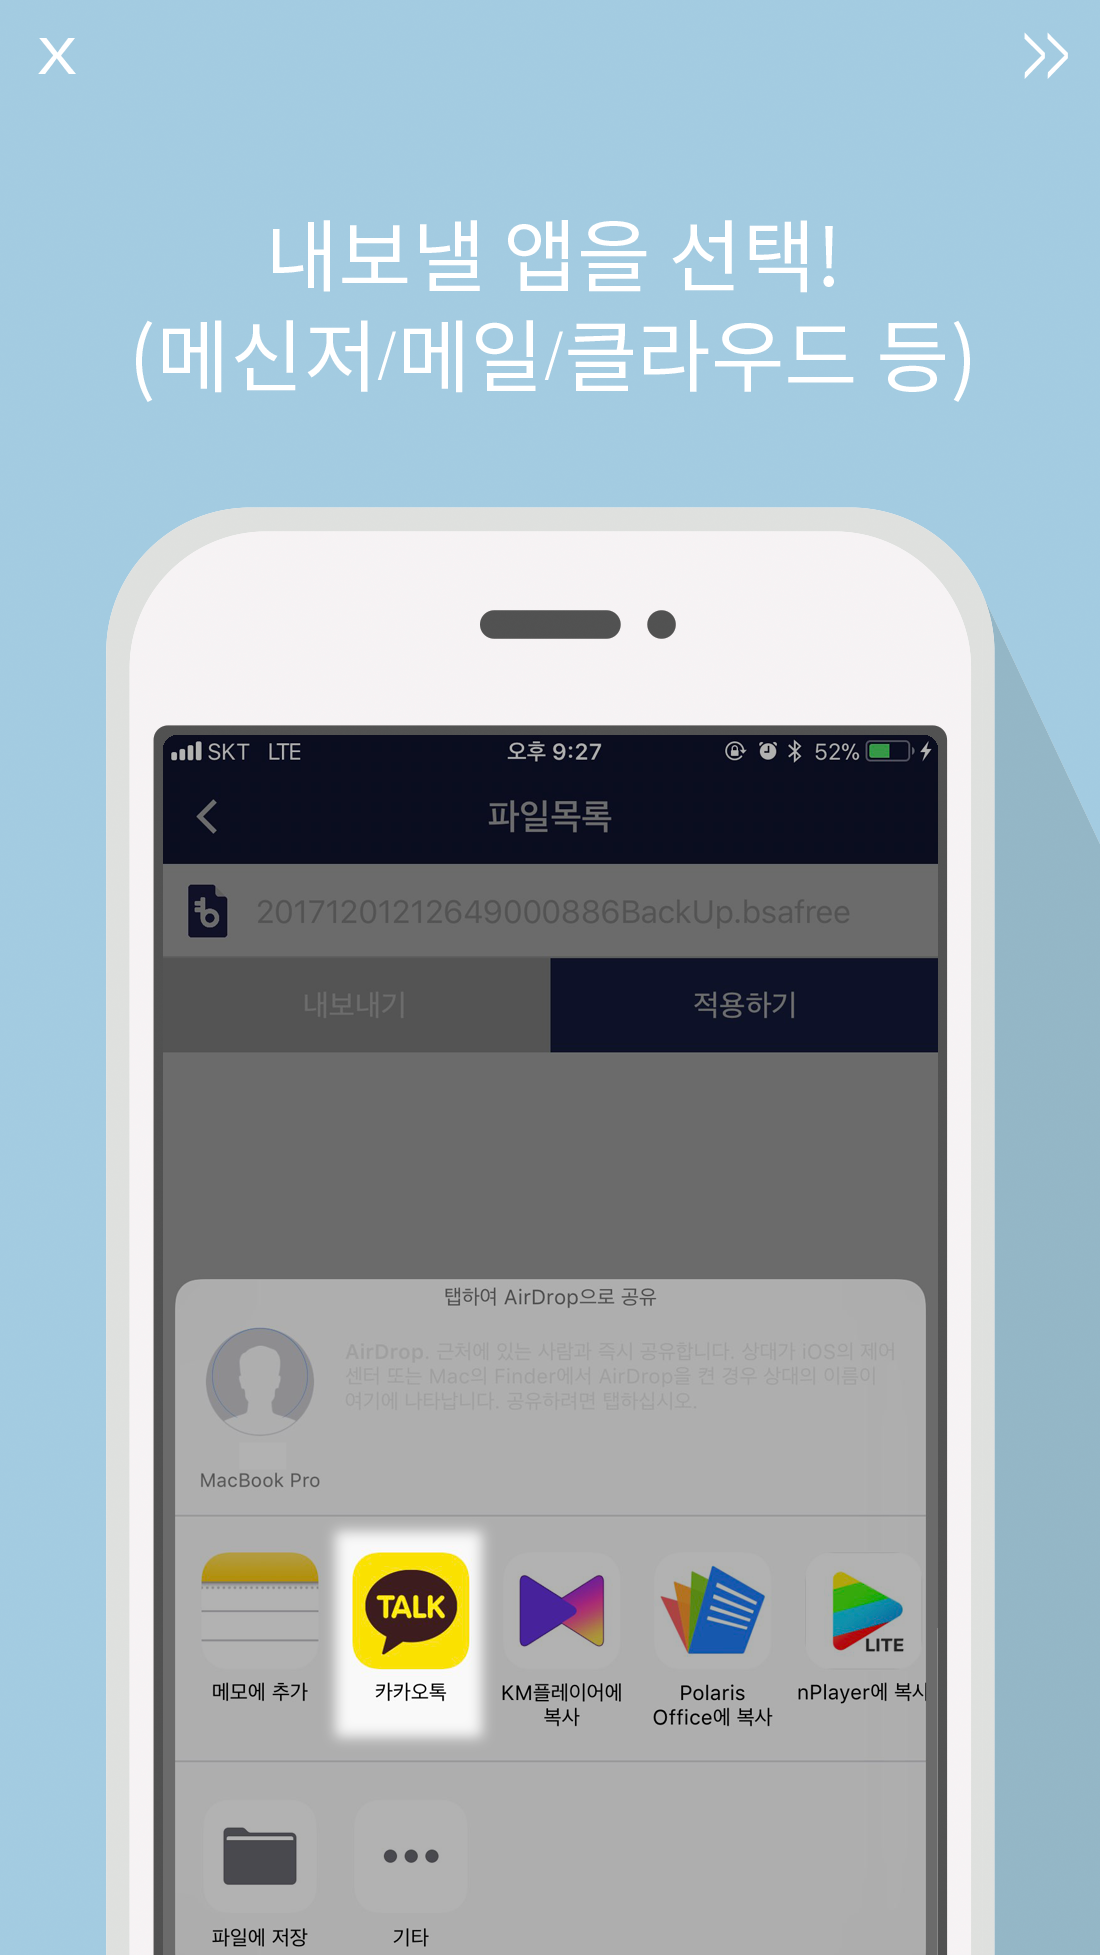 X
내보낼 앱을 선택!
(메신저/메일/클라우드 등)
SKT LTE 오후 9:27 52%
파일목록
20171201212649000886BackUp.bsafree
내보내기 적용하기
탭하여 AirDrop으로 공유
AirDrop. 근처에 있는 사람과 즉시 공유합니다. 상대가 iOS의 제어
센터 또는 Mac의 Finder에서 AirDrop을 켠 경우 상대의 이름이
여기에 나타납니다. 공유하려면 탭하십시오.
MacBook Pro
TALK
LITE
메모에 추가
카카오톡
KM플레이어에
복사
Polaris
Office에 복사
nPlayer에 복사
파일에 저장
기타